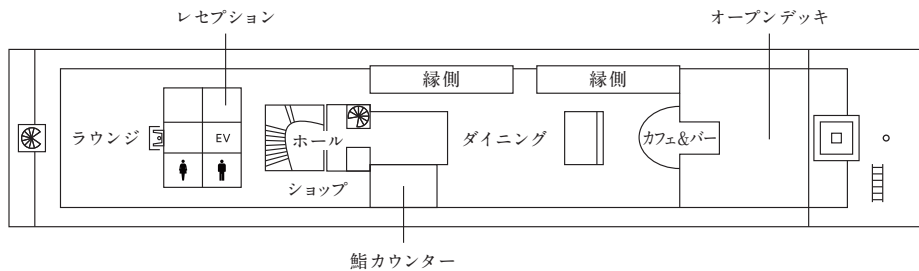 レセプション
オープンデッキ
縁側
縁側
ラウンジ
EV
ホール
ダイニング
カフェ&バー
ショップ
鮨カウンター